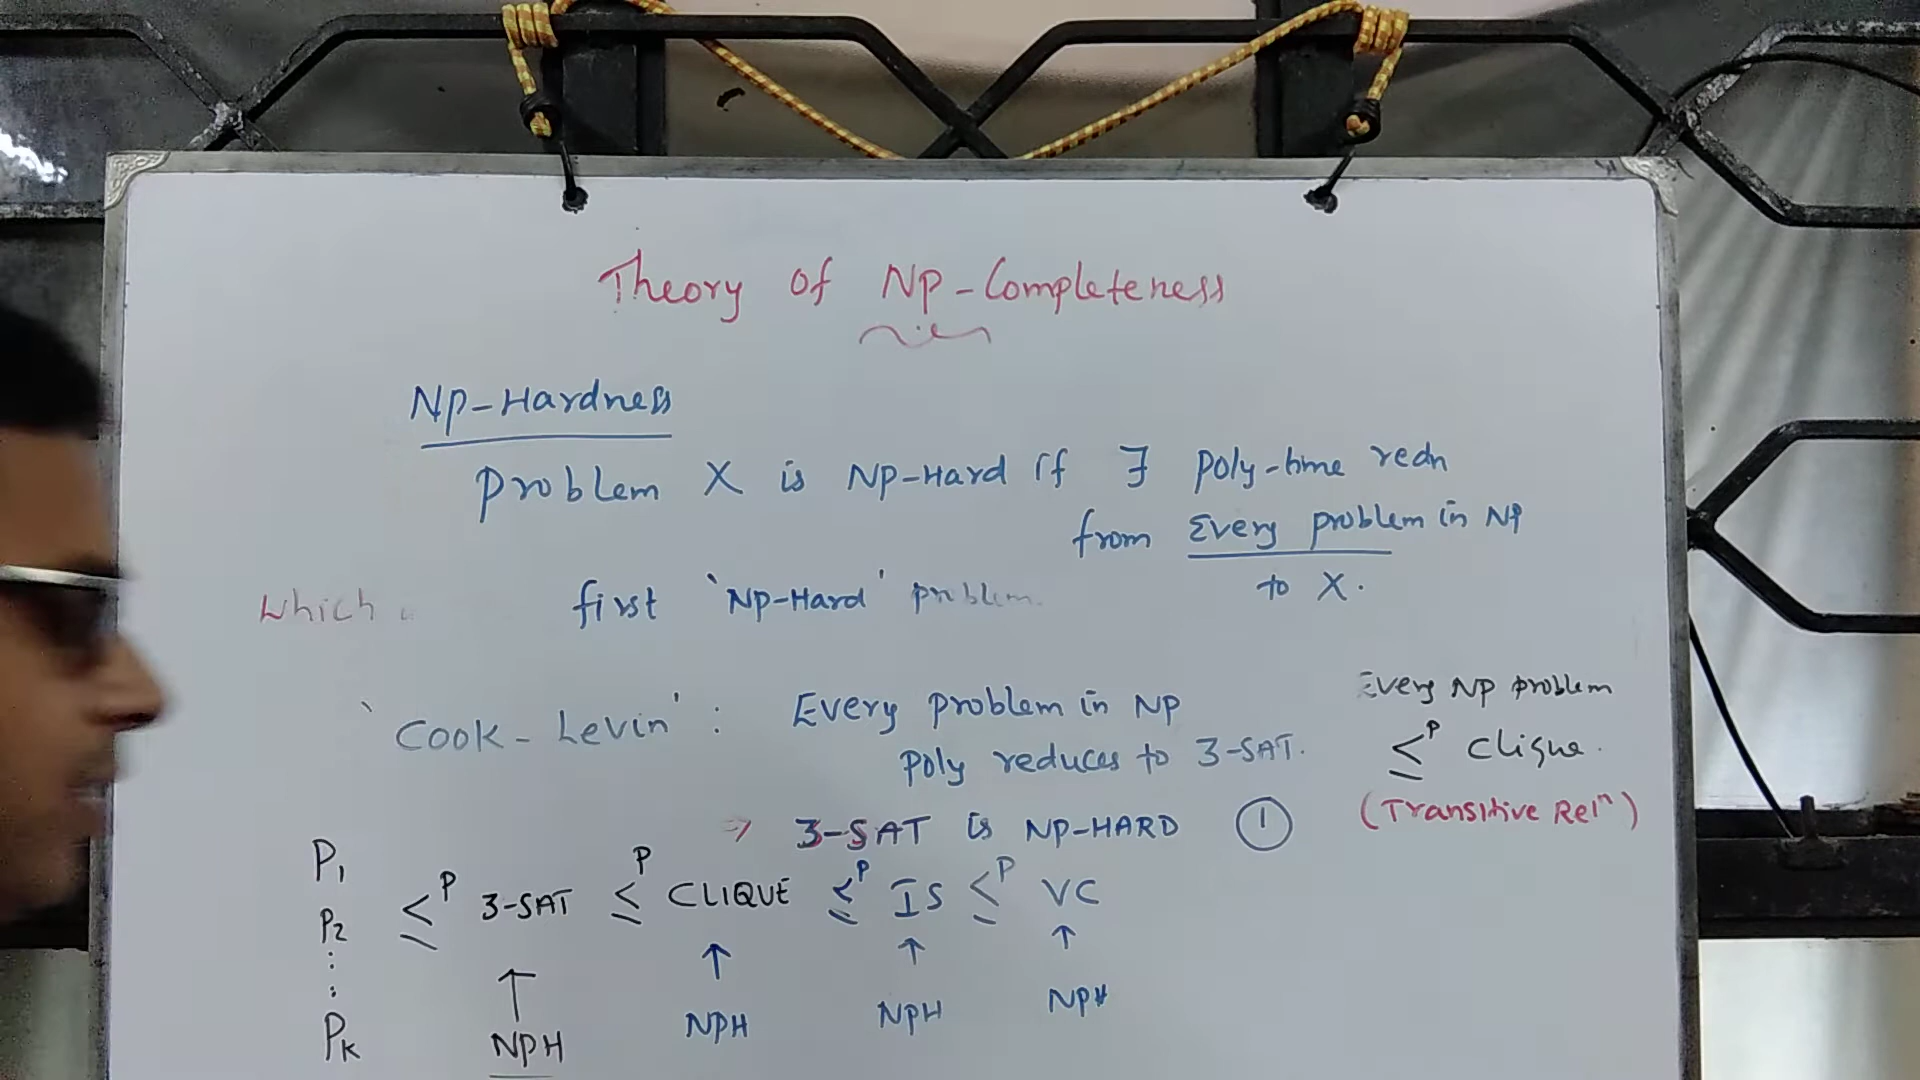 Theory of NP-Completeness
NP-Hardness
Problem X is NP-Hard if ∃ poly-time redn
from Every problem in NP
to X.
Which first 'NP-Hard' problem.
'Cook-Levin' : Every problem in NP
poly reduces to 3-SAT.
⇒ 3-SAT is NP-HARD ①
Every NP problem
≤ᴾ Clique.
(Transitive Relⁿ)
P₁
P₂ ≤ᴾ 3-SAT ≤ᴾ CLIQUE ≤ᴾ IS ≤ᴾ VC
⋮
Pₖ
↑ ↑ ↑ ↑
NPH NPH NPH NPH